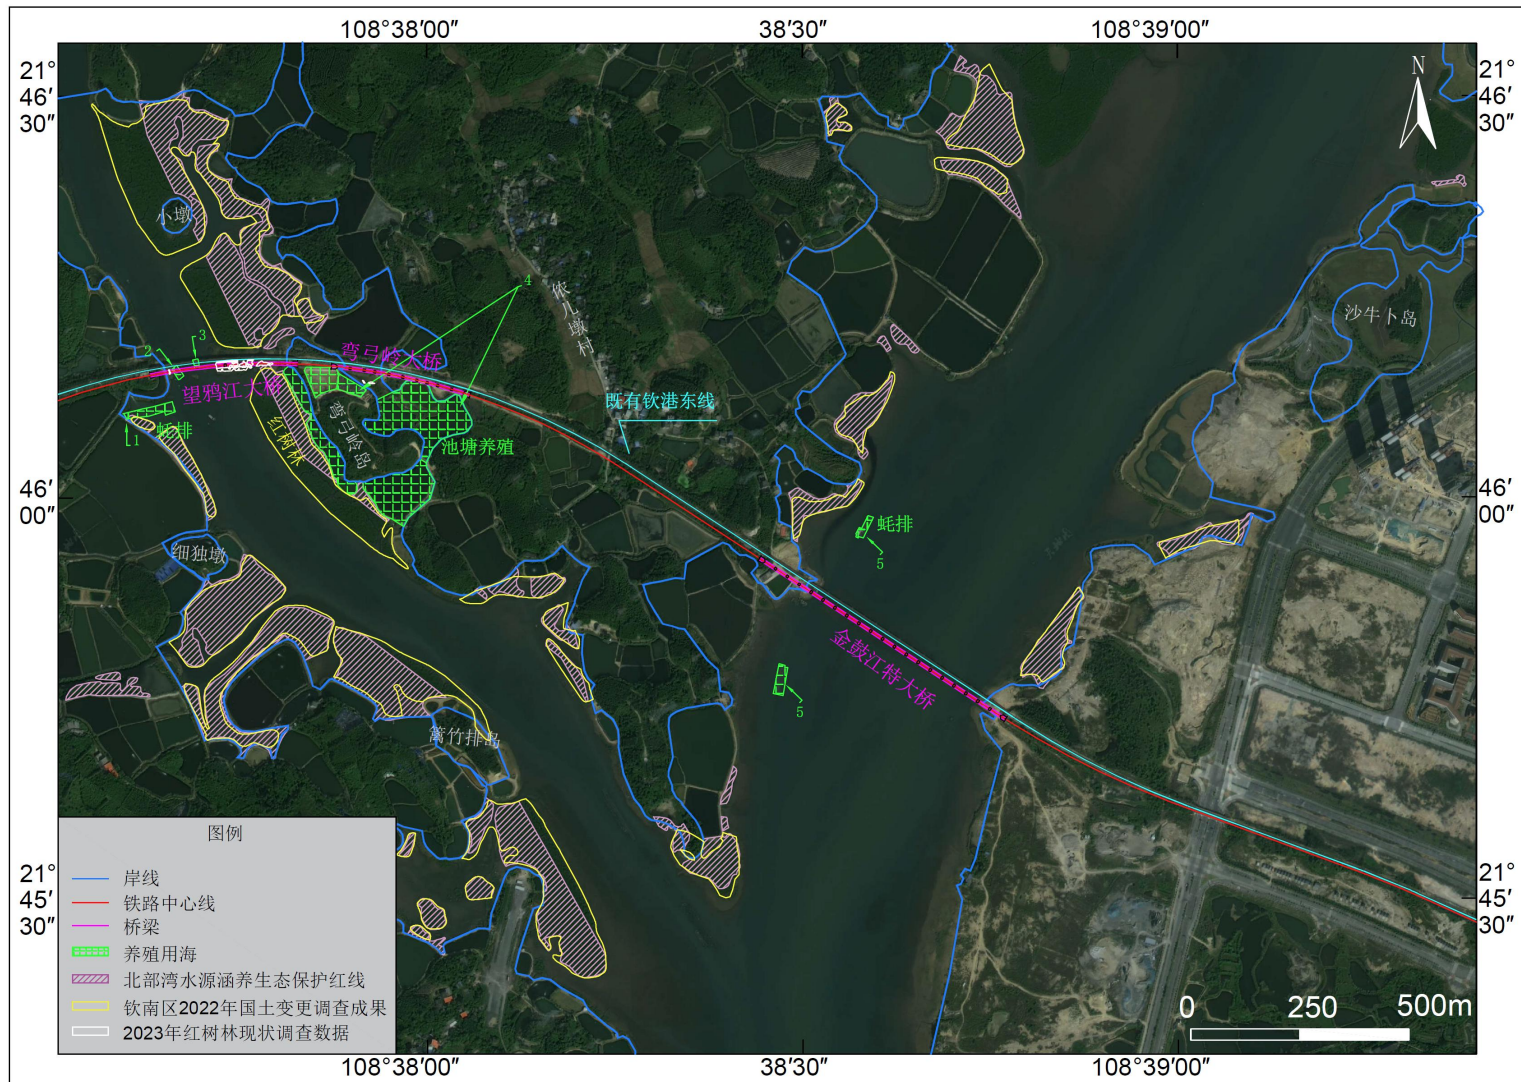 108°38′00″
38′30″
108°39′00″
21°
46′
30″
21°
46′
30″
N
小墩
沙牛卜岛
4
侬儿墩村
3
2
弯弓岭大桥
望鸦江大桥
既有钦港东线
弯弓岭岛
红树林
池塘养殖
蚝排
1
46′
00″
46′
00″
蚝排
5
细独墩
金鼓江特大桥
5
篱竹排岛
图例
岸线
铁路中心线
桥梁
养殖用海
北部湾水源涵养生态保护红线
钦南区2022年国土变更调查成果
2023年红树林现状调查数据
21°
45′
30″
21°
45′
30″
0
250
500m
108°38′00″
38′30″
108°39′00″